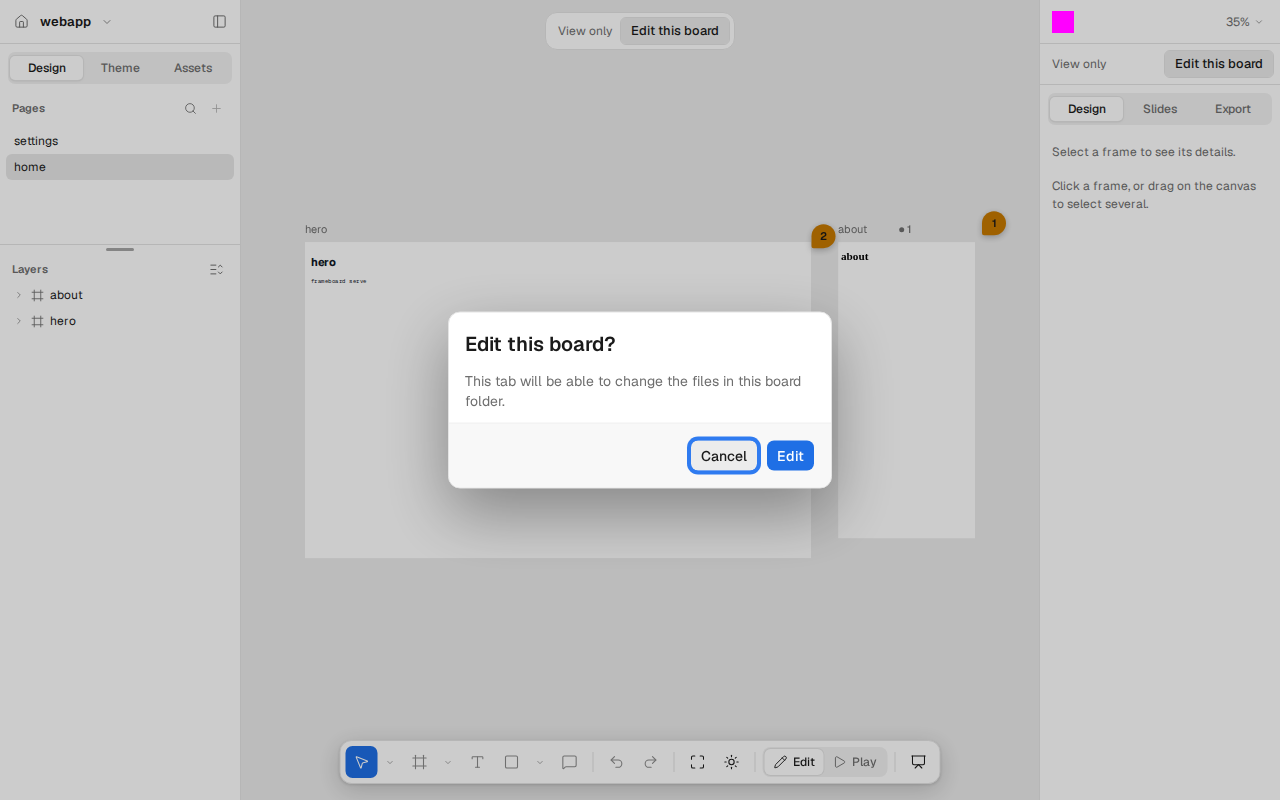 webapp
View only
Edit this board
35%
Design
Theme
Assets
View only
Edit this board
Pages
Design
Slides
Export
settings
home
Select a frame to see its details.
Click a frame, or drag on the canvas
to select several.
hero
2
about
1
1
hero
about
frameboard serve
Layers
about
hero
Edit this board?
This tab will be able to change the files in this board
folder.
Cancel
Edit
Edit
Play